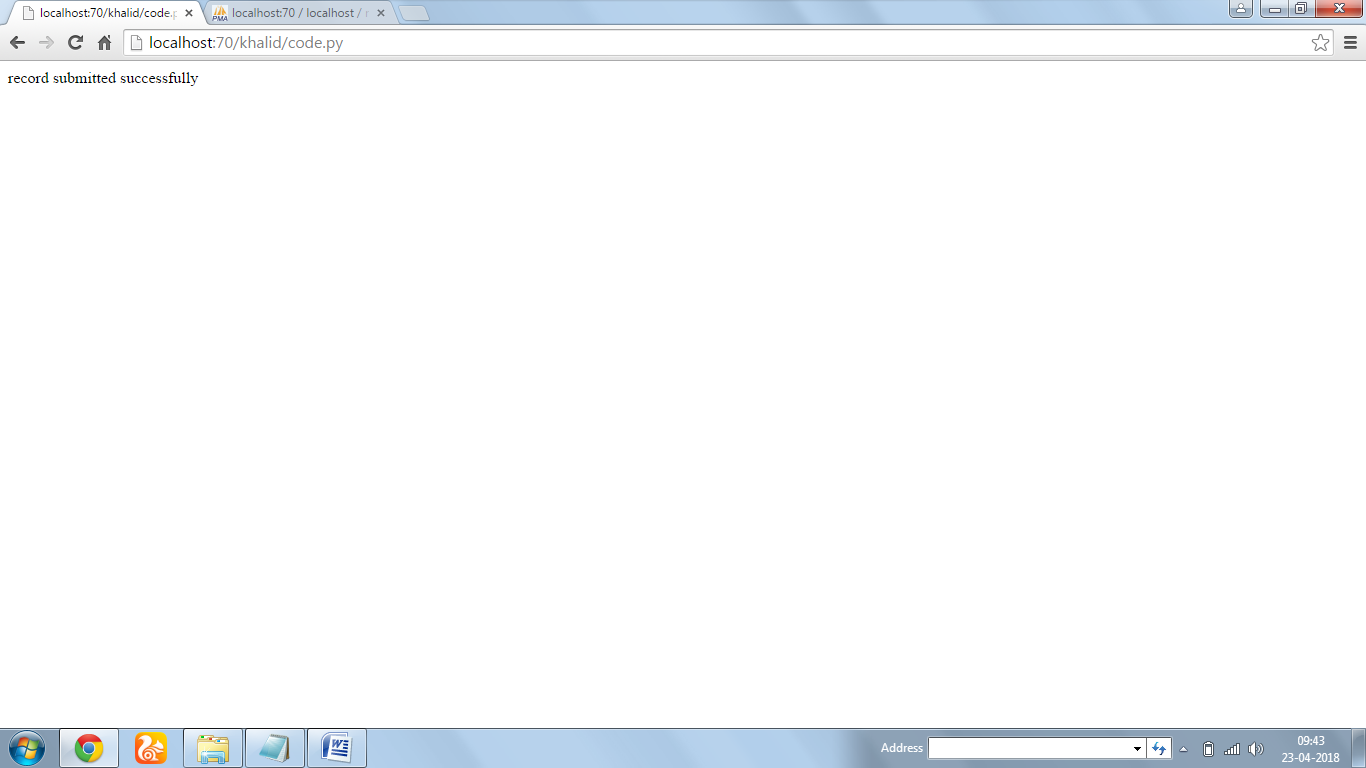 localhost:70/khalid/code.p
localhost:70 / localhost /
PMA
localhost:70/khalid/code.py
record submitted successfully
Address
09:43
23-04-2018